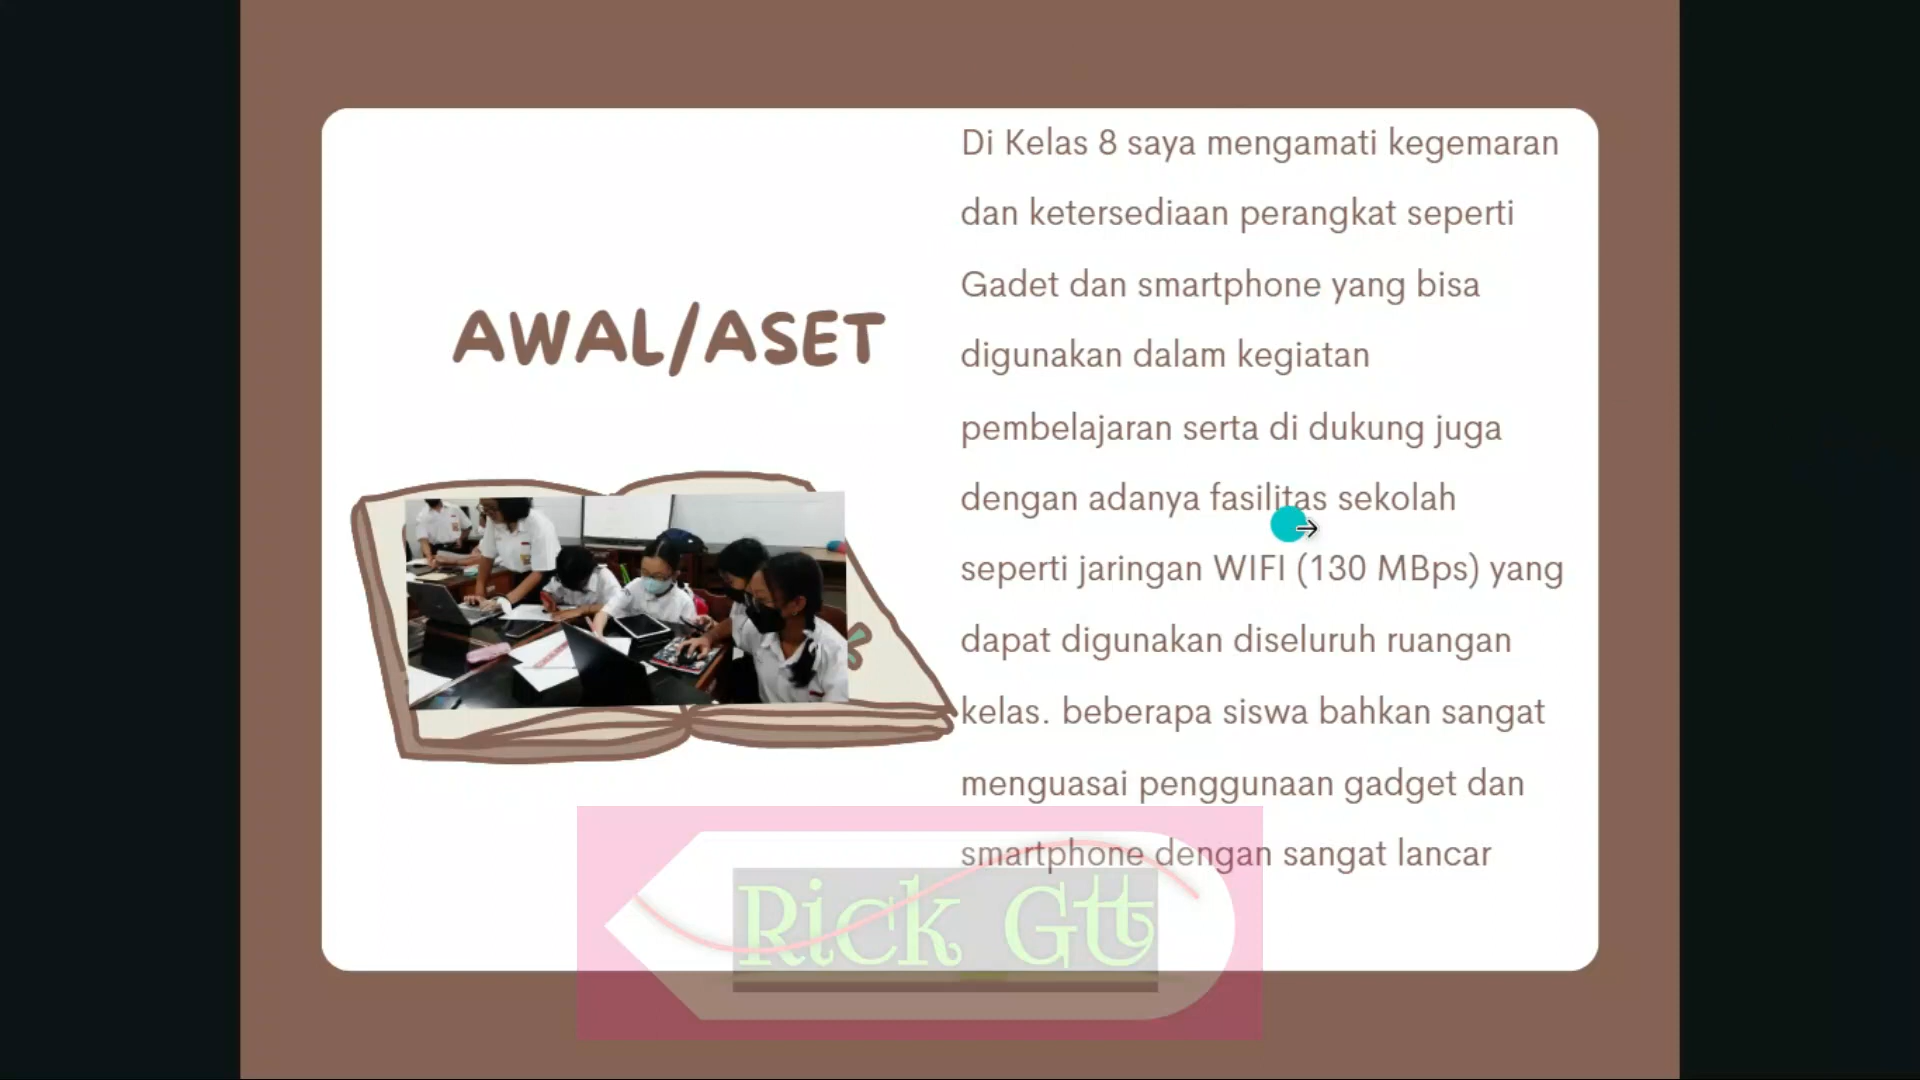 AWAL/ASET
Di Kelas 8 saya mengamati kegemaran
dan ketersediaan perangkat seperti
Gadet dan smartphone yang bisa
digunakan dalam kegiatan
pembelajaran serta di dukung juga
dengan adanya fasilitas sekolah
seperti jaringan WIFI (130 MBps) yang
dapat digunakan diseluruh ruangan
kelas. beberapa siswa bahkan sangat
menguasai penggunaan gadget dan
smartphone dengan sangat lancar
Rick Gtt